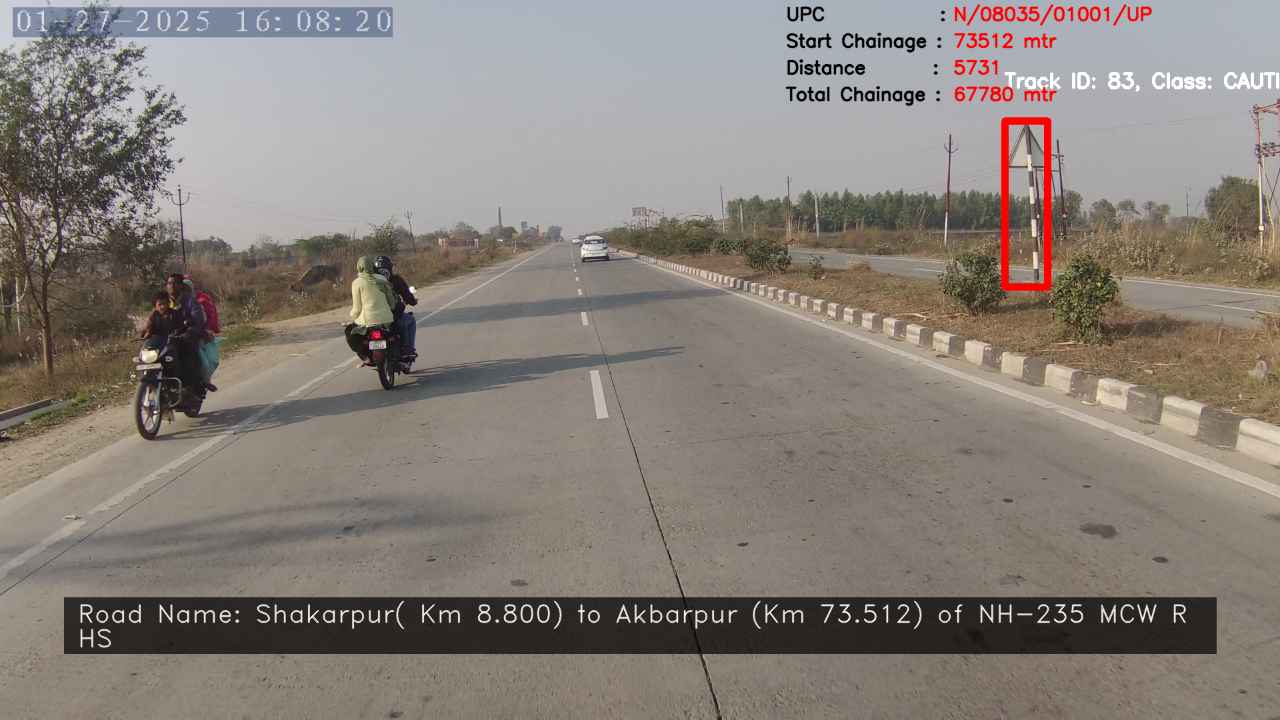 01-27-2025 16:08:20
UPC : N/08035/01001/UP
Start Chainage : 73512 mtr
Distance : 5731
Track ID: 83, Class: CAUTI
Total Chainage : 67780 mtr
Road Name: Shakarpur( Km 8.800) to Akbarpur (Km 73.512) of NH-235 MCW R
HS